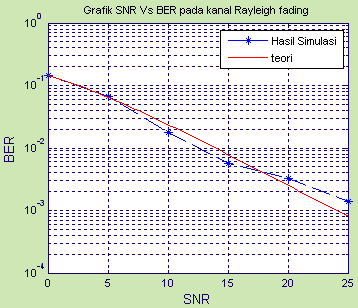 Grafik SNR Vs BER pada kanal Rayleigh fading
Hasil Simulasi
teori
BER
10^0
10^-1
10^-2
10^-3
10^-4
0 5 10 15 20 25
SNR